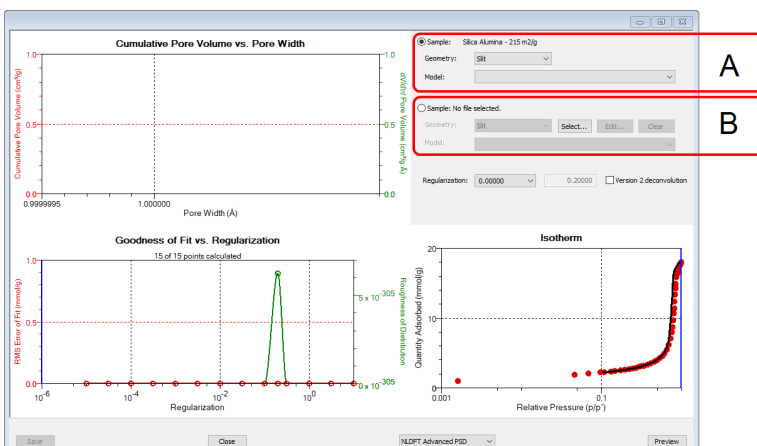 Cumulative Pore Volume vs. Pore Width
1.0
0.5
0.0
Cumulative Pore Volume (cm³/g)
1.0
0.5
0.0
dV/dW Pore Volume (cm³/g·Å)
0.9999995
1.000000
Pore Width (Å)
Sample: Silica Alumina - 215 m2/g
Geometry: Slit
Model:
A
Sample: No file selected.
Geometry: Slit Select... Edit... Clear
Model:
B
Regularization: 0.00000 0.20000 Version 2 deconvolution
Goodness of Fit vs. Regularization
15 of 15 points calculated
1.0
0.5
0.0
RMS Error of Fit (mmol/g)
5 x 10⁻³⁰⁵
0 x 10⁻³⁰⁵
Roughness of Distribution
10⁻⁶ 10⁻⁴ 10⁻² 10⁰
Regularization
Isotherm
20
10
0
Quantity Adsorbed (mmol/g)
0.001 0.1
Relative Pressure (p/p°)
Save Close NLDFT Advanced PSD Preview